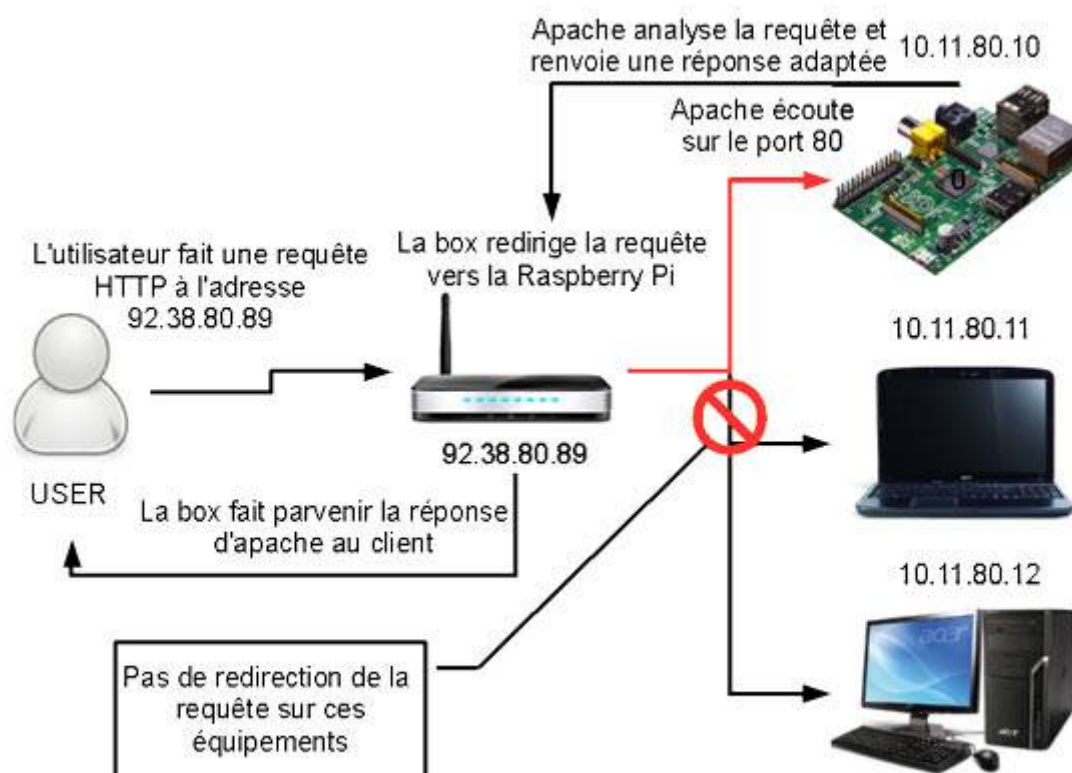 Apache analyse la requête et
renvoie une réponse adaptée
10.11.80.10
Apache écoute
sur le port 80
0
L'utilisateur fait une requête
HTTP à l'adresse
92.38.80.89
La box redirige la requête
vers la Raspberry Pi
10.11.80.11
92.38.80.89
USER
La box fait parvenir la réponse
d'apache au client
10.11.80.12
acer
Pas de redirection de la
requête sur ces
équipements